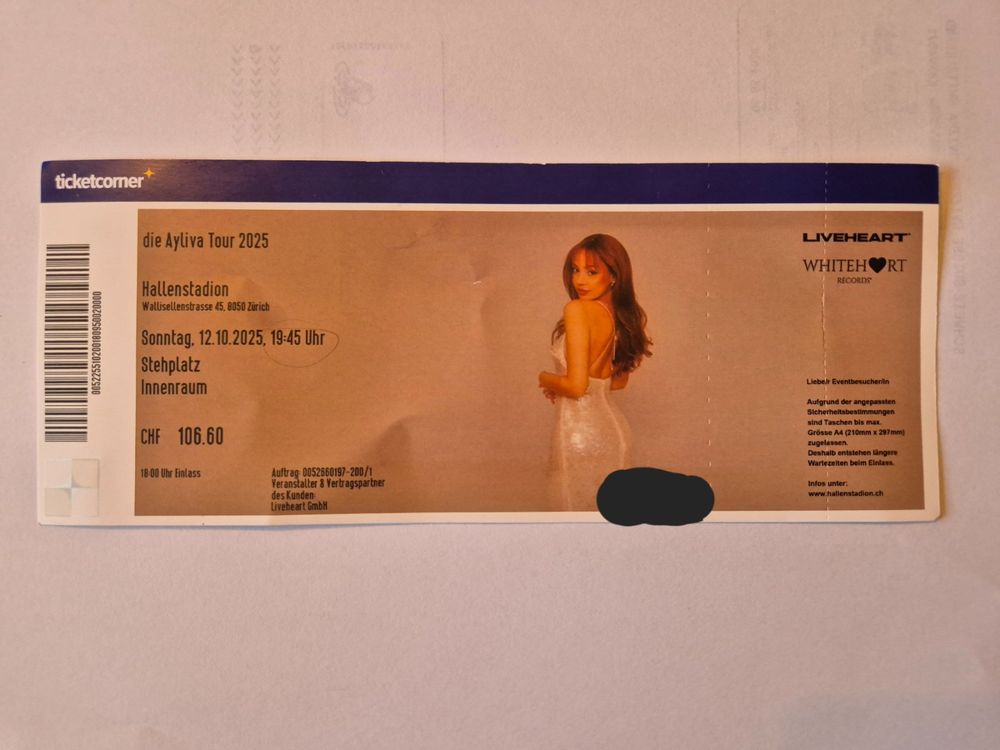 ticketcorner
die Ayliva Tour 2025
Hallenstadion
Wallisellenstrasse 45, 8050 Zürich
Sonntag, 12.10.2025, 19:45 Uhr
Stehplatz
Innenraum
CHF 106.60
18:00 Uhr Einlass
Auftrag: 0052660197-200/1
Veranstalter & Vertragspartner
des Kunden:
Liveheart GmbH
LIVEHEART
WHITEH RT
RECORDS
Liebe/r Eventbesucher/in
Aufgrund der angepassten
Sicherheitsbestimmungen
sind Taschen bis max.
Grösse A4 (210mm x 297mm)
zugelassen.
Deshalb entstehen längere
Wartezeiten beim Einlass.
Infos unter:
www.hallenstadion.ch